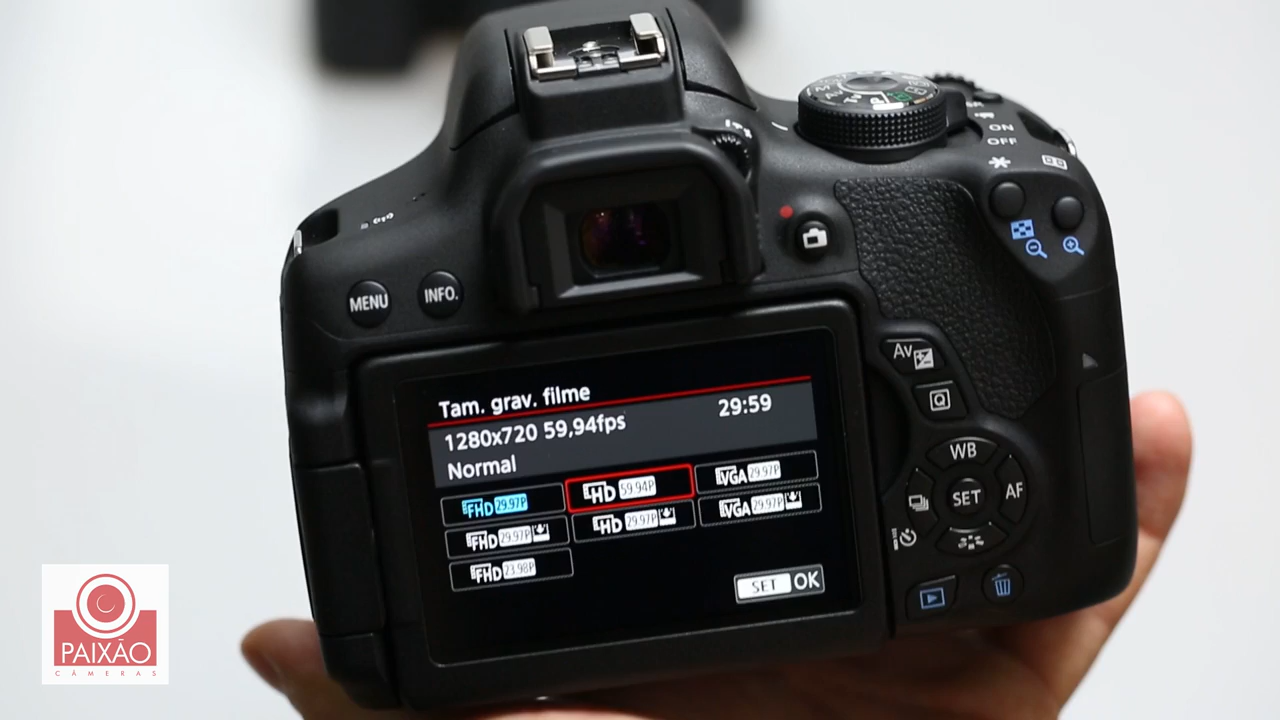 ON
OFF
MENU
INFO.
Av
Q
WB
SET
AF
Tam. grav. filme
1280x720 59,94fps
29:59
Normal
FHD 29.97P
HD 59.94P
VGA 29.97P
FHD 29.97P
HD 29.97P
VGA 29.97P
FHD 23.98P
SET OK
PAIXÃO
CÂMERAS